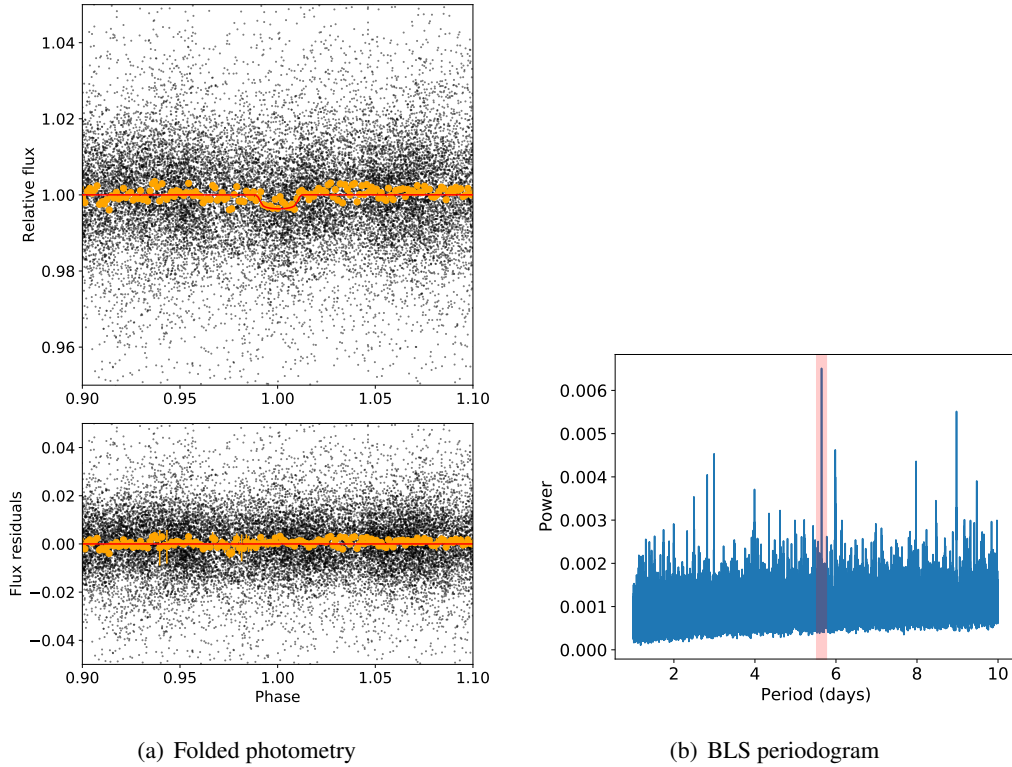 1.04
1.02
1.00
0.98
0.96
Relative flux
0.90 0.95 1.00 1.05 1.10
0.04
0.02
0.00
−0.02
−0.04
Flux residuals
0.90 0.95 1.00 1.05 1.10
Phase
(a) Folded photometry
0.006
0.005
0.004
0.003
0.002
0.001
0.000
Power
2 4 6 8 10
Period (days)
(b) BLS periodogram